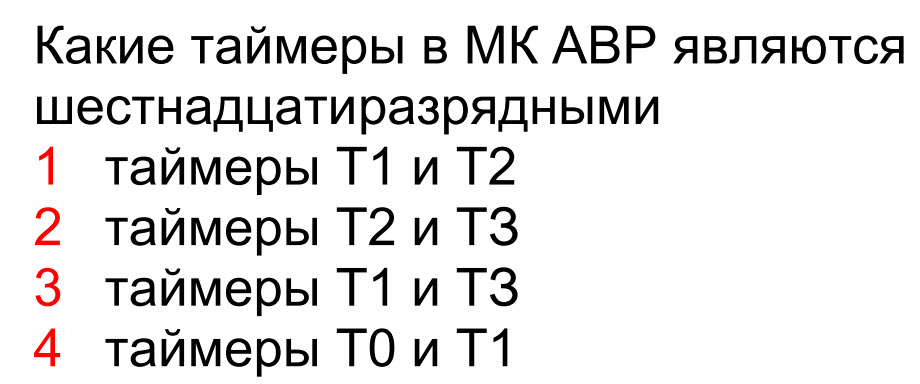 Какие таймеры в МК АВР являются
шестнадцатиразрядными
1 таймеры Т1 и Т2
2 таймеры Т2 и Т3
3 таймеры Т1 и Т3
4 таймеры Т0 и Т1